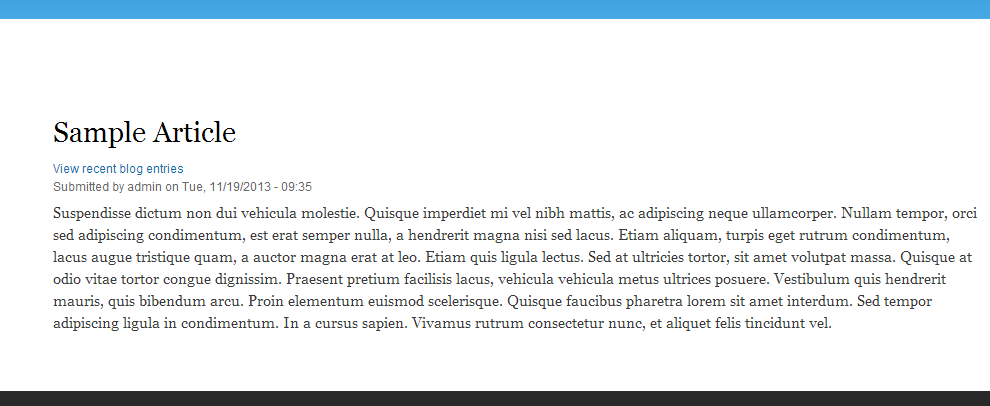 Sample Article
View recent blog entries
Submitted by admin on Tue, 11/19/2013 - 09:35
Suspendisse dictum non dui vehicula molestie. Quisque imperdiet mi vel nibh mattis, ac adipiscing neque ullamcorper. Nullam tempor, orci
sed adipiscing condimentum, est erat semper nulla, a hendrerit magna nisi sed lacus. Etiam aliquam, turpis eget rutrum condimentum,
lacus augue tristique quam, a auctor magna erat at leo. Etiam quis ligula lectus. Sed at ultricies tortor, sit amet volutpat massa. Quisque at
odio vitae tortor congue dignissim. Praesent pretium facilisis lacus, vehicula vehicula metus ultrices posuere. Vestibulum quis hendrerit
mauris, quis bibendum arcu. Proin elementum euismod scelerisque. Quisque faucibus pharetra lorem sit amet interdum. Sed tempor
adipiscing ligula in condimentum. In a cursus sapien. Vivamus rutrum consectetur nunc, et aliquet felis tincidunt vel.